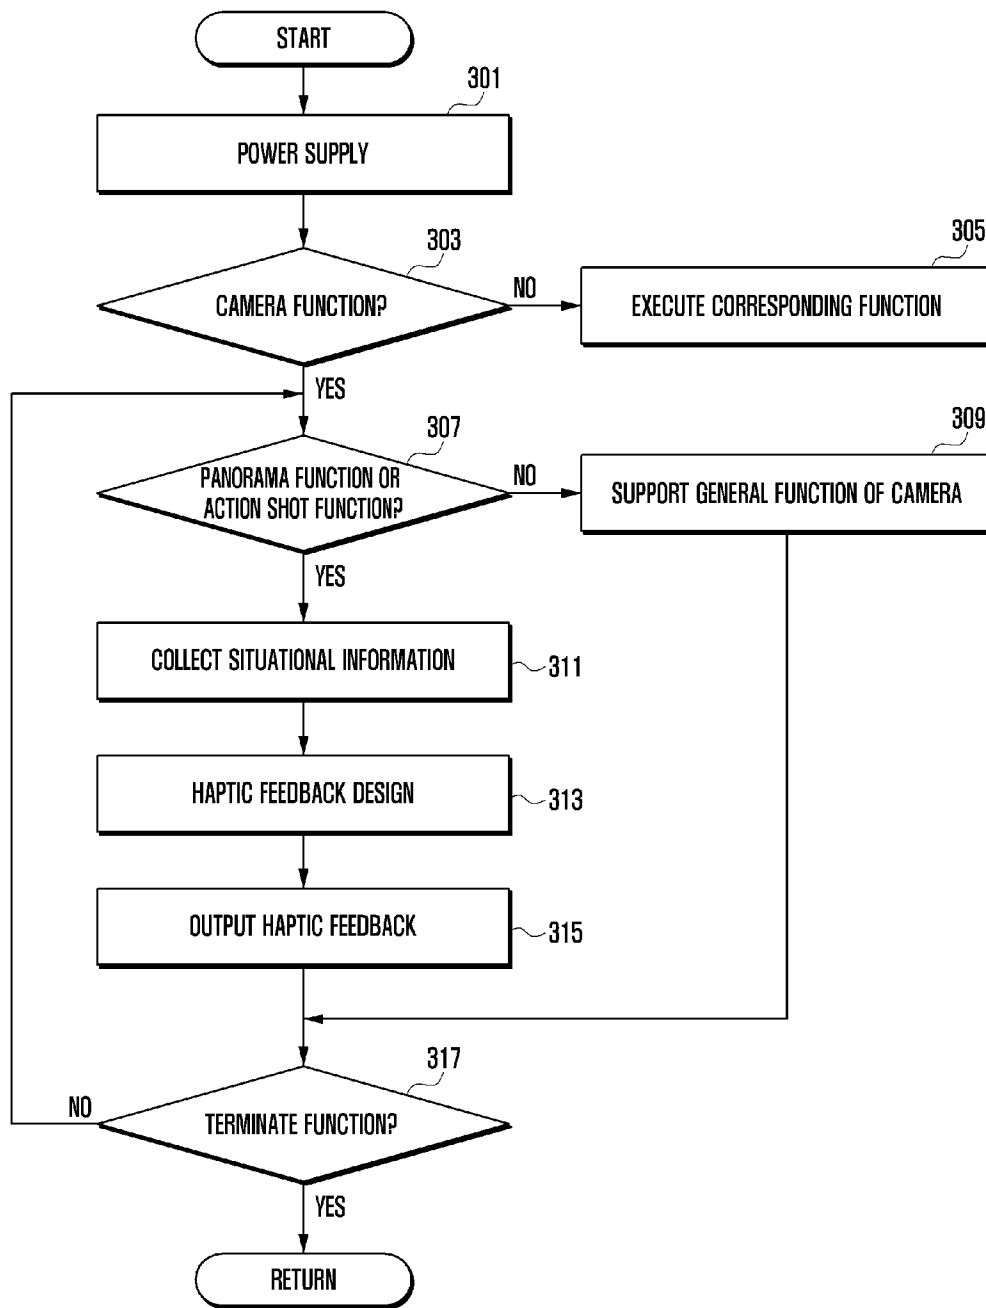 START
301
POWER SUPPLY
303
CAMERA FUNCTION?
NO
305
EXECUTE CORRESPONDING FUNCTION
YES
307
PANORAMA FUNCTION OR
ACTION SHOT FUNCTION?
NO
309
SUPPORT GENERAL FUNCTION OF CAMERA
YES
COLLECT SITUATIONAL INFORMATION
311
HAPTIC FEEDBACK DESIGN
313
OUTPUT HAPTIC FEEDBACK
315
317
NO
TERMINATE FUNCTION?
YES
RETURN